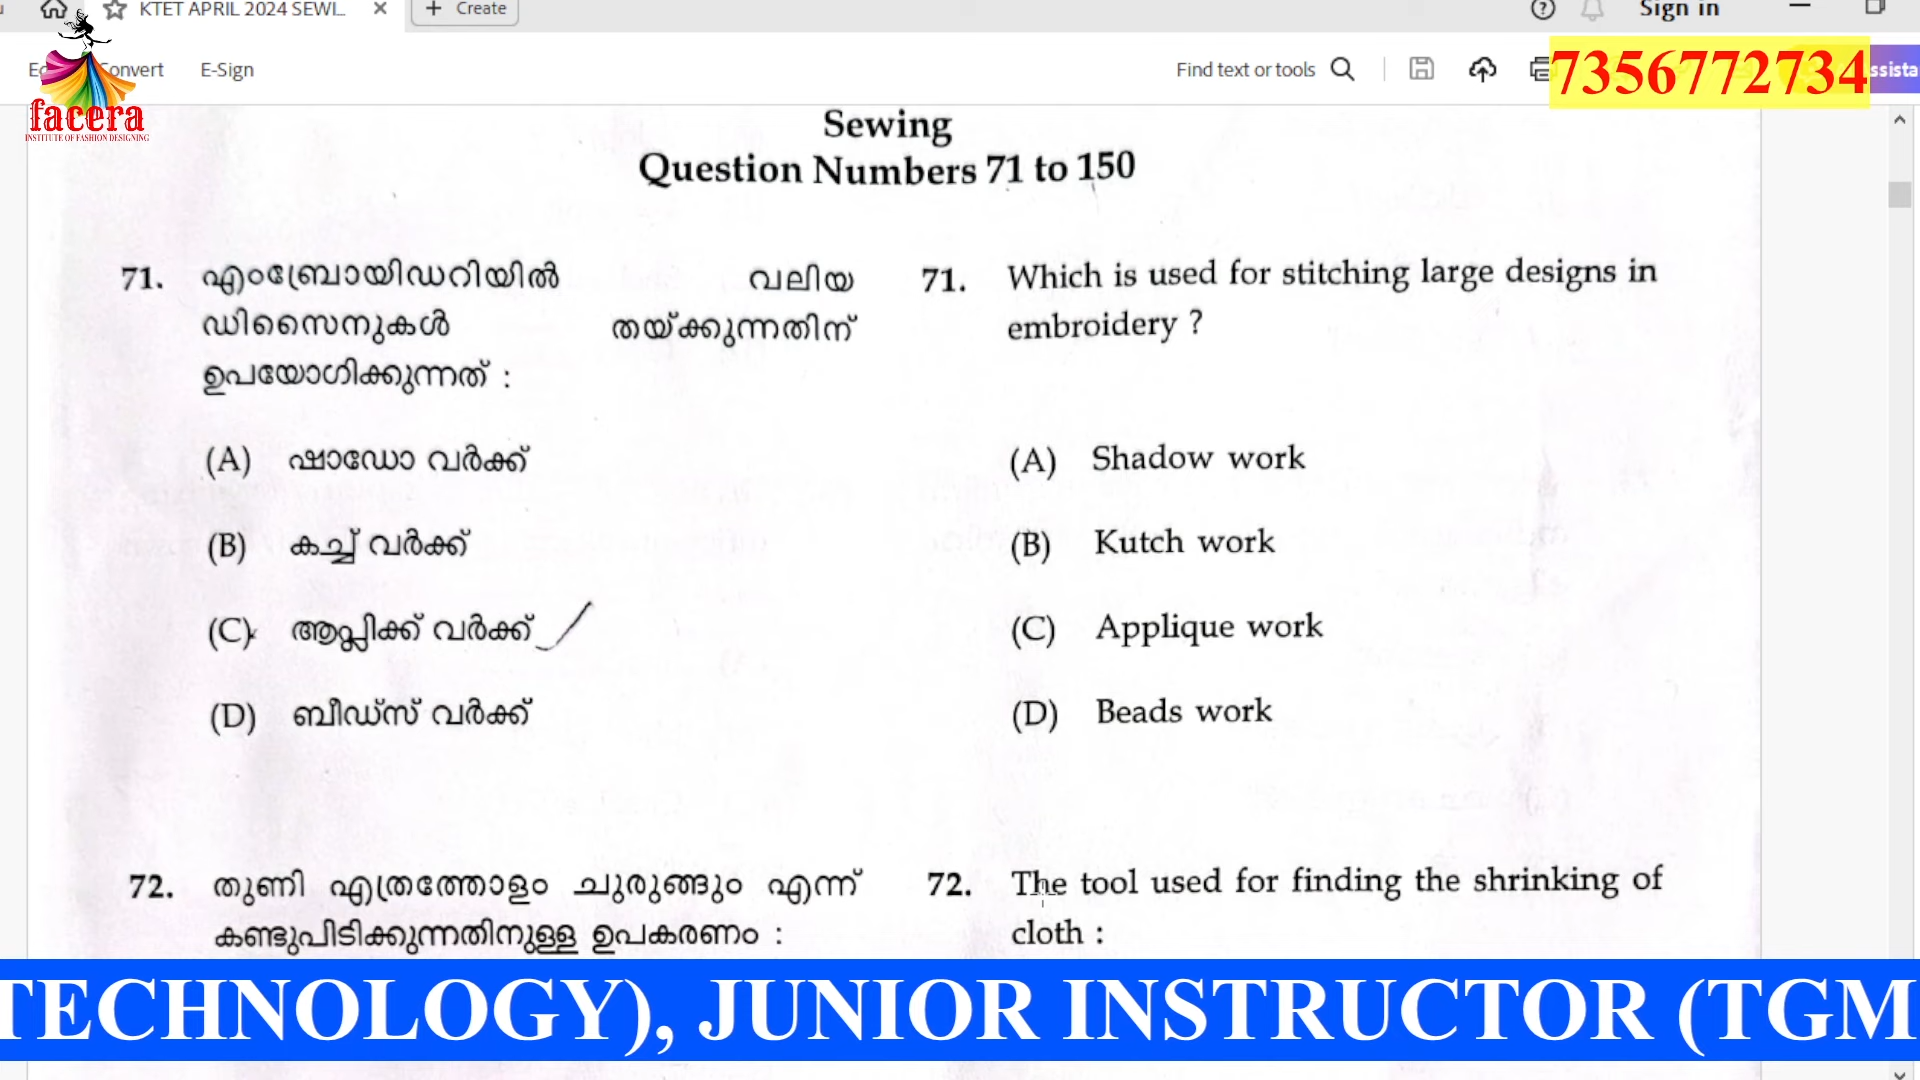 KTET APRIL 2024 SEWI...
Create
Sign in
Convert
E-Sign
Find text or tools
7356772734
facera
INSTITUTE OF FASHION DESIGNING
Sewing
Question Numbers 71 to 150
71. എംബ്രോയിഡറിയിൽ വലിയ
ഡിസൈനുകൾ തയ്ക്കുന്നതിന്
ഉപയോഗിക്കുന്നത് :
(A) ഷാഡോ വർക്ക്
(B) കച്ച് വർക്ക്
(C) ആപ്ലിക്ക് വർക്ക്
(D) ബീഡ്സ് വർക്ക്
72. തുണി എത്രത്തോളം ചുരുങ്ങും എന്ന്
കണ്ടുപിടിക്കുന്നതിനുള്ള ഉപകരണം :
71. Which is used for stitching large designs in
embroidery ?
(A) Shadow work
(B) Kutch work
(C) Applique work
(D) Beads work
72. The tool used for finding the shrinking of
cloth :
TECHNOLOGY), JUNIOR INSTRUCTOR (TGM